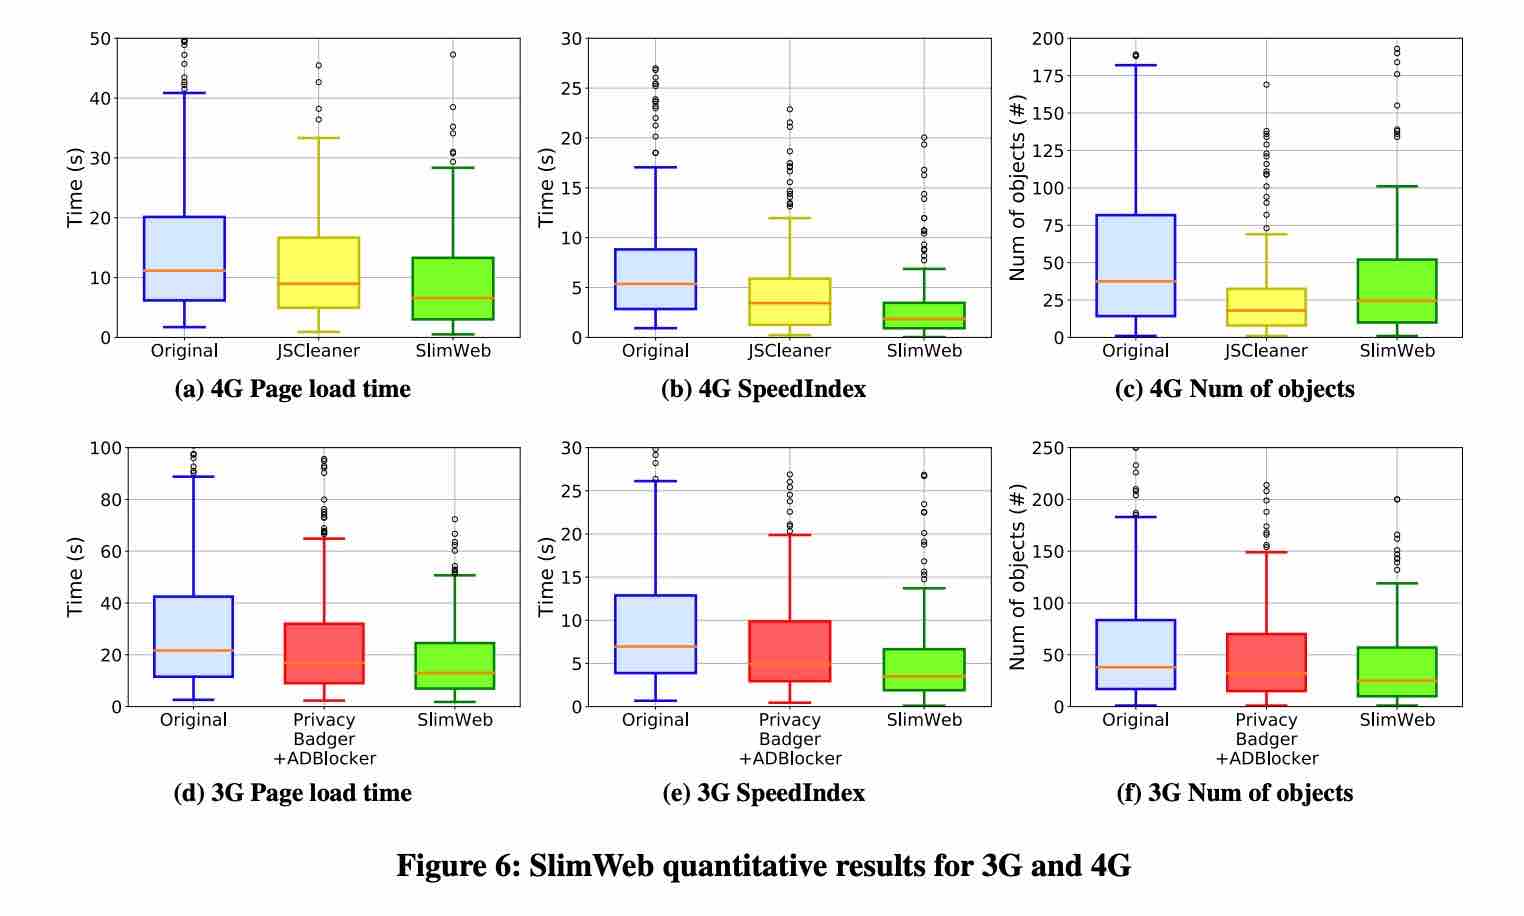 50
40
30
20
10
0
Time (s)
Original JSCleaner SlimWeb
(a) 4G Page load time
30
25
20
15
10
5
0
Time (s)
Original JSCleaner SlimWeb
(b) 4G SpeedIndex
200
175
150
125
100
75
50
25
0
Num of objects (#)
Original JSCleaner SlimWeb
(c) 4G Num of objects
100
80
60
40
20
0
Time (s)
Original Privacy SlimWeb
Badger
+ADBlocker
(d) 3G Page load time
30
25
20
15
10
5
0
Time (s)
Original Privacy SlimWeb
Badger
+ADBlocker
(e) 3G SpeedIndex
250
200
150
100
50
0
Num of objects (#)
Original Privacy SlimWeb
Badger
+ADBlocker
(f) 3G Num of objects
Figure 6: SlimWeb quantitative results for 3G and 4G